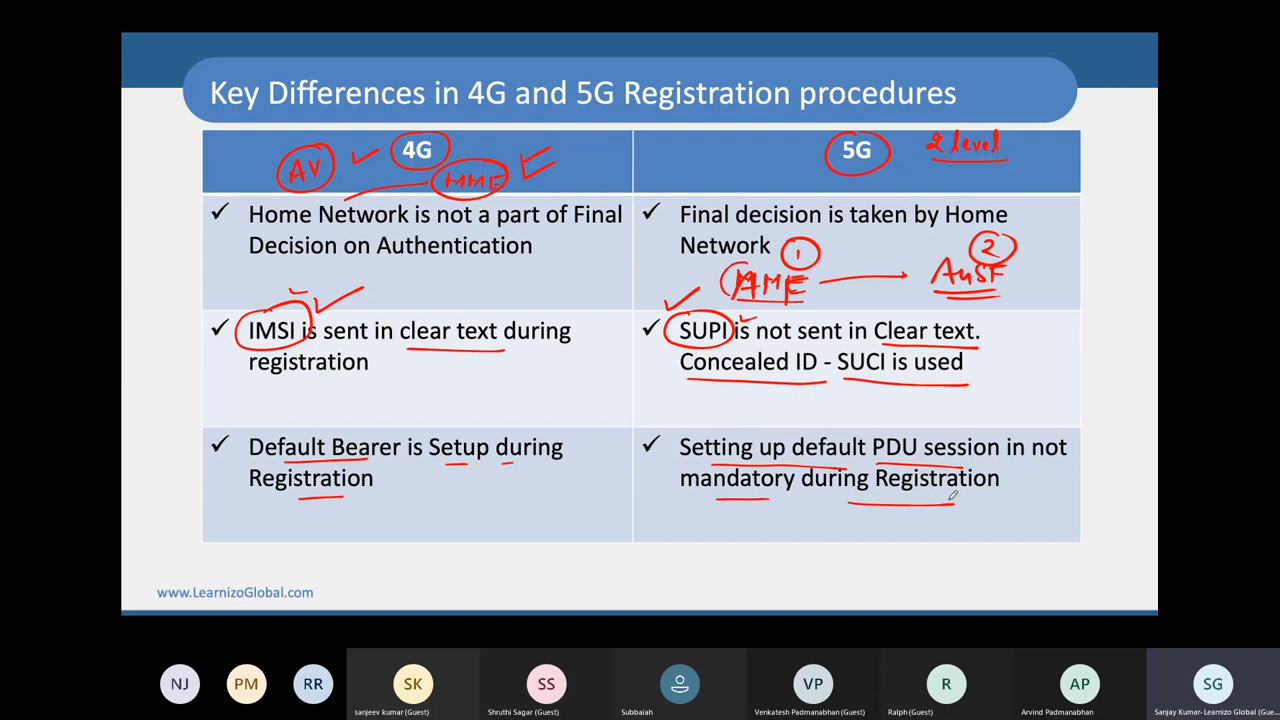 Key Differences in 4G and 5G Registration procedures
AV
4G
MME
5G
2 level
✓ Home Network is not a part of Final
Decision on Authentication
✓ Final decision is taken by Home
Network
1
2
MME
AUSF
✓ IMSI is sent in clear text during
registration
✓ SUPI is not sent in Clear text.
Concealed ID - SUCI is used
✓ Default Bearer is Setup during
Registration
✓ Setting up default PDU session in not
mandatory during Registration
www.LearnizoGlobal.com
NJ
PM
RR
SK
SS
VP
R
AP
SG
sanjeev kumar (Guest)
Shruthi Sagar (Guest)
Subbaiah
Venkatesh Padmanabhan (Guest)
Ralph (Guest)
Arvind Padmanabhan
Sanjay Kumar- Learnizo Global (Gue...